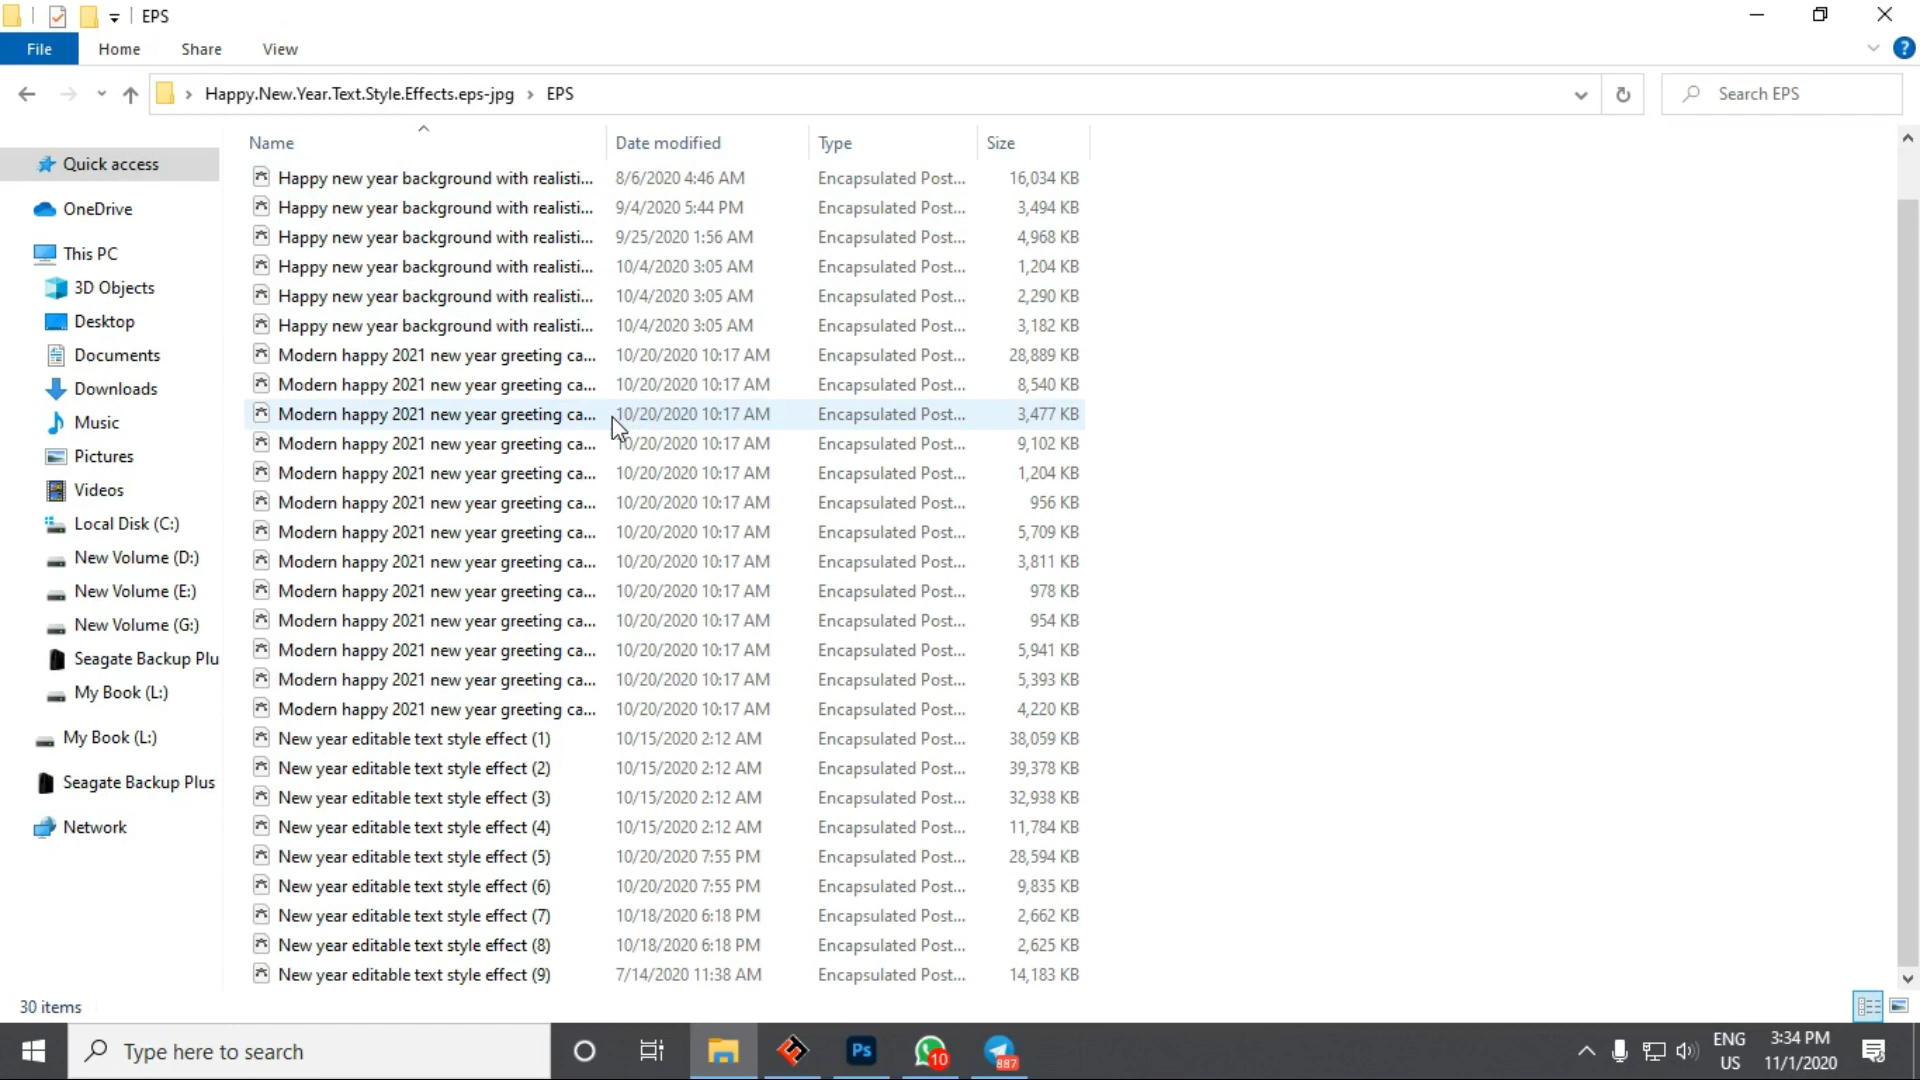 EPS
File Home Share View
Happy.New.Year.Text.Style.Effects.eps-jpg › EPS
Search EPS
Name Date modified Type Size
Quick access
OneDrive
This PC
3D Objects
Desktop
Documents
Downloads
Music
Pictures
Videos
Local Disk (C:)
New Volume (D:)
New Volume (E:)
New Volume (G:)
Seagate Backup Plu
My Book (L:)
My Book (L:)
Seagate Backup Plus
Network
Happy new year background with realisti... 8/6/2020 4:46 AM Encapsulated Post... 16,034 KB
Happy new year background with realisti... 9/4/2020 5:44 PM Encapsulated Post... 3,494 KB
Happy new year background with realisti... 9/25/2020 1:56 AM Encapsulated Post... 4,968 KB
Happy new year background with realisti... 10/4/2020 3:05 AM Encapsulated Post... 1,204 KB
Happy new year background with realisti... 10/4/2020 3:05 AM Encapsulated Post... 2,290 KB
Happy new year background with realisti... 10/4/2020 3:05 AM Encapsulated Post... 3,182 KB
Modern happy 2021 new year greeting ca... 10/20/2020 10:17 AM Encapsulated Post... 28,889 KB
Modern happy 2021 new year greeting ca... 10/20/2020 10:17 AM Encapsulated Post... 8,540 KB
Modern happy 2021 new year greeting ca... 10/20/2020 10:17 AM Encapsulated Post... 3,477 KB
Modern happy 2021 new year greeting ca... 10/20/2020 10:17 AM Encapsulated Post... 9,102 KB
Modern happy 2021 new year greeting ca... 10/20/2020 10:17 AM Encapsulated Post... 1,204 KB
Modern happy 2021 new year greeting ca... 10/20/2020 10:17 AM Encapsulated Post... 956 KB
Modern happy 2021 new year greeting ca... 10/20/2020 10:17 AM Encapsulated Post... 5,709 KB
Modern happy 2021 new year greeting ca... 10/20/2020 10:17 AM Encapsulated Post... 3,811 KB
Modern happy 2021 new year greeting ca... 10/20/2020 10:17 AM Encapsulated Post... 978 KB
Modern happy 2021 new year greeting ca... 10/20/2020 10:17 AM Encapsulated Post... 954 KB
Modern happy 2021 new year greeting ca... 10/20/2020 10:17 AM Encapsulated Post... 5,941 KB
Modern happy 2021 new year greeting ca... 10/20/2020 10:17 AM Encapsulated Post... 5,393 KB
Modern happy 2021 new year greeting ca... 10/20/2020 10:17 AM Encapsulated Post... 4,220 KB
New year editable text style effect (1) 10/15/2020 2:12 AM Encapsulated Post... 38,059 KB
New year editable text style effect (2) 10/15/2020 2:12 AM Encapsulated Post... 39,378 KB
New year editable text style effect (3) 10/15/2020 2:12 AM Encapsulated Post... 32,938 KB
New year editable text style effect (4) 10/15/2020 2:12 AM Encapsulated Post... 11,784 KB
New year editable text style effect (5) 10/20/2020 7:55 PM Encapsulated Post... 28,594 KB
New year editable text style effect (6) 10/20/2020 7:55 PM Encapsulated Post... 9,835 KB
New year editable text style effect (7) 10/18/2020 6:18 PM Encapsulated Post... 2,662 KB
New year editable text style effect (8) 10/18/2020 6:18 PM Encapsulated Post... 2,625 KB
New year editable text style effect (9) 7/14/2020 11:38 AM Encapsulated Post... 14,183 KB
30 items
Type here to search
Ps
10
887
ENG
US
3:34 PM
11/1/2020